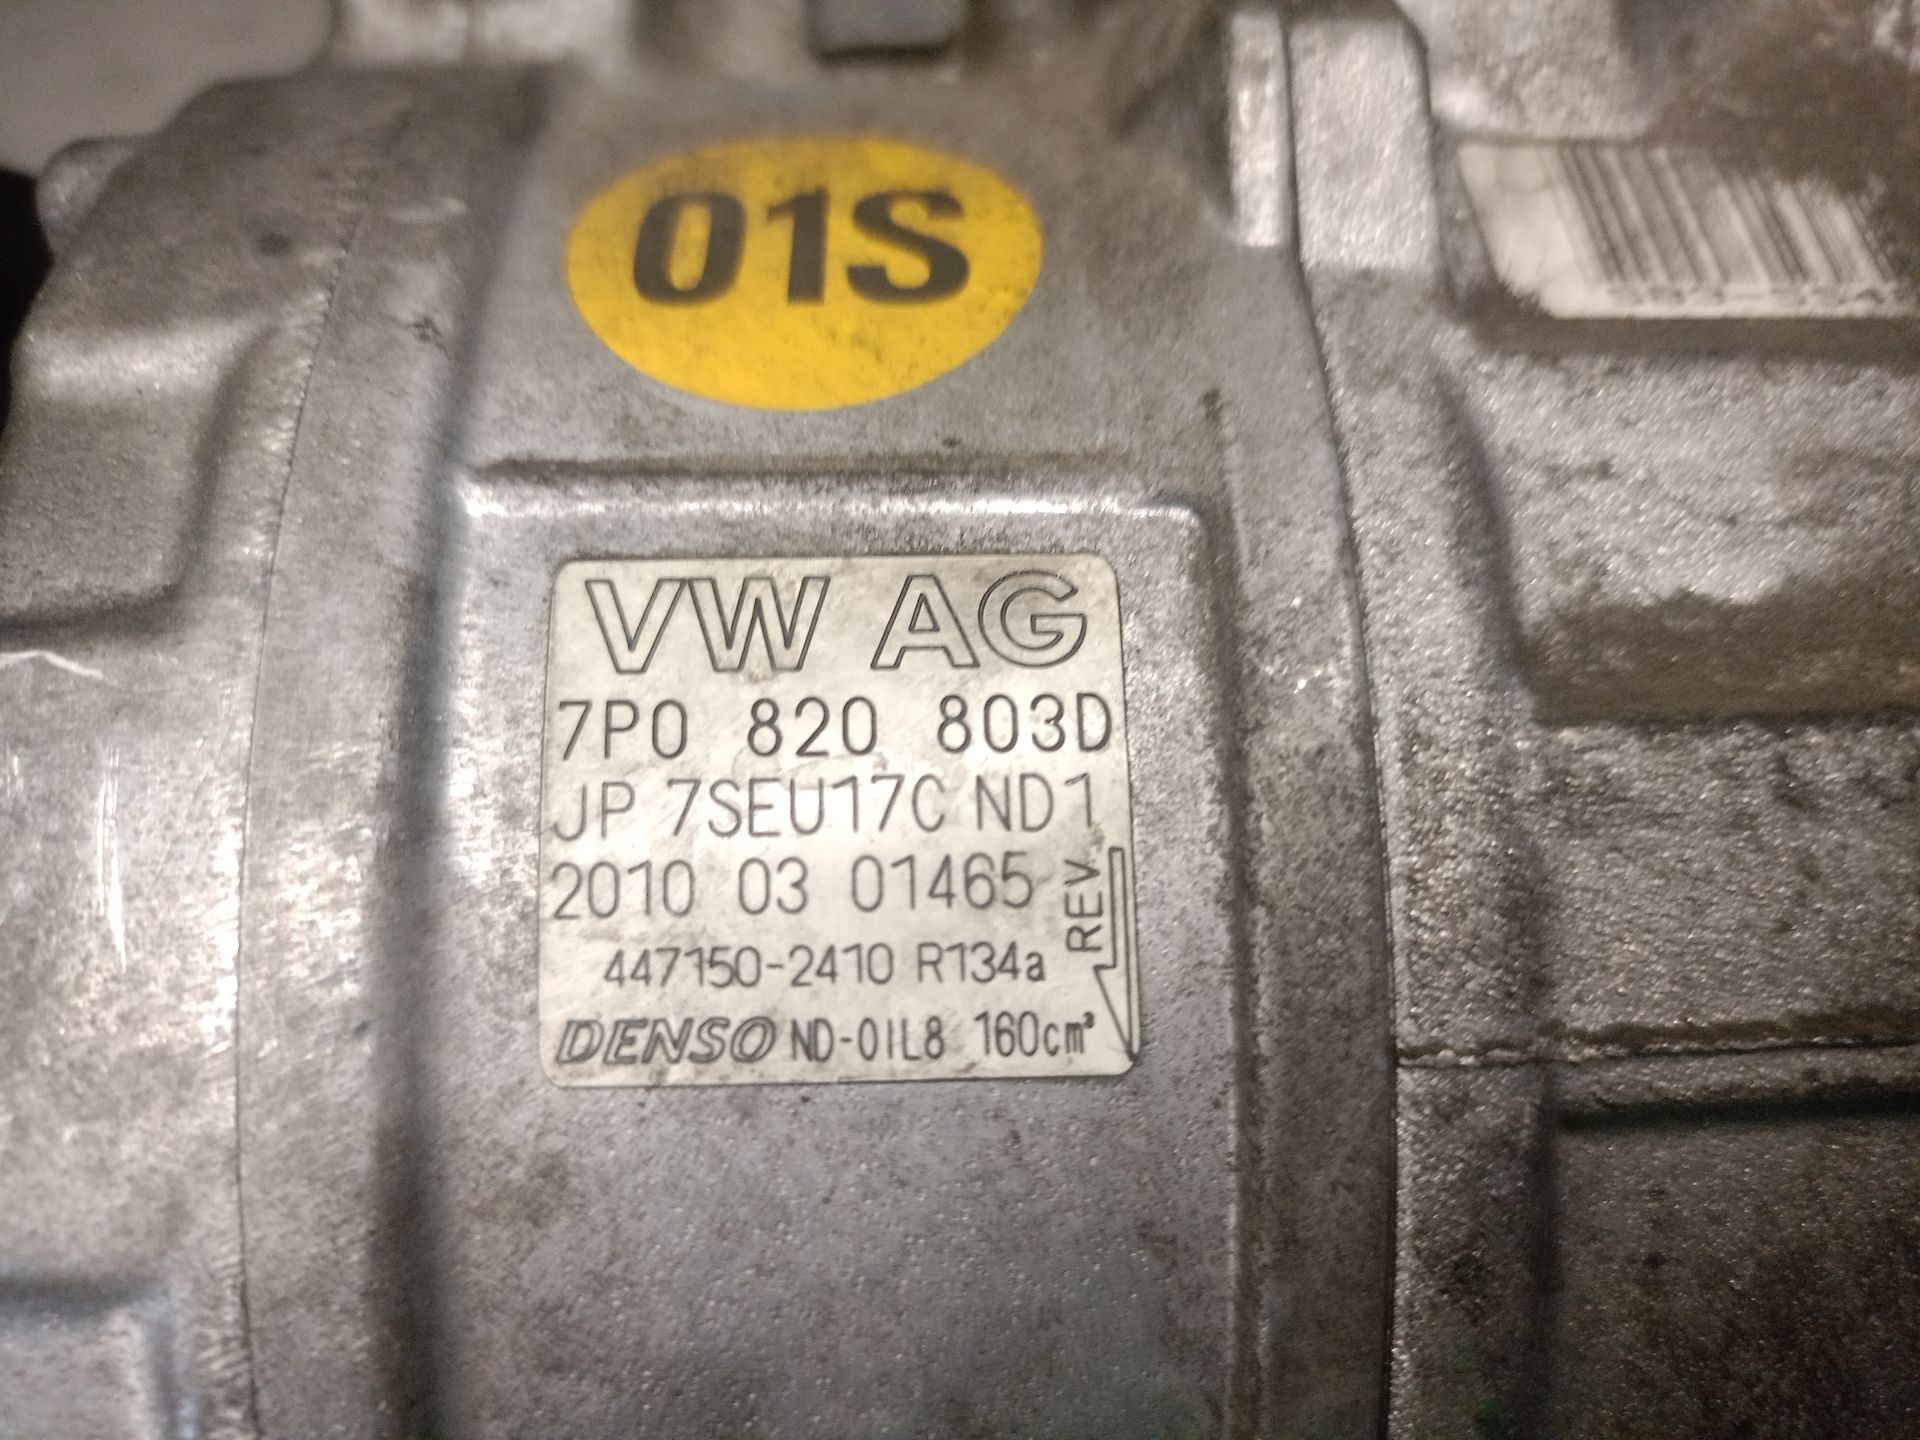 01S
VW AG
7P0 820 803D
JP 7SEU17C ND1
2010 03 01465
REV
447150-2410 R134a
DENSO ND-OIL8 160cm³